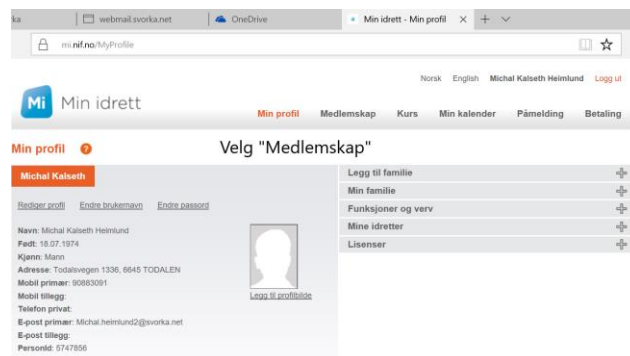 ka webmail.svorka.net OneDrive Min idrett - Min profil
mi.nif.no/MyProfile
Norsk English Michal Kalseth Heimlund Logg ut
Mi Min idrett
Min profil Medlemskap Kurs Min kalender Påmelding Betaling
Min profil ? Velg "Medlemskap"
Michal Kalseth
Rediger profil Endre brukernavn Endre passord
Navn: Michal Kalseth Heimlund
Født: 18.07.1974
Kjønn: Mann
Adresse: Todalsvegen 1336, 6645 TODALEN
Mobil primær: 90883091
Mobil tillegg:
Telefon privat:
E-post primær: Michal.heimlund2@svorka.net
E-post tillegg:
PersonId: 5747856
Legg til profilbilde
Legg til familie
Min familie
Funksjoner og verv
Mine idretter
Lisenser